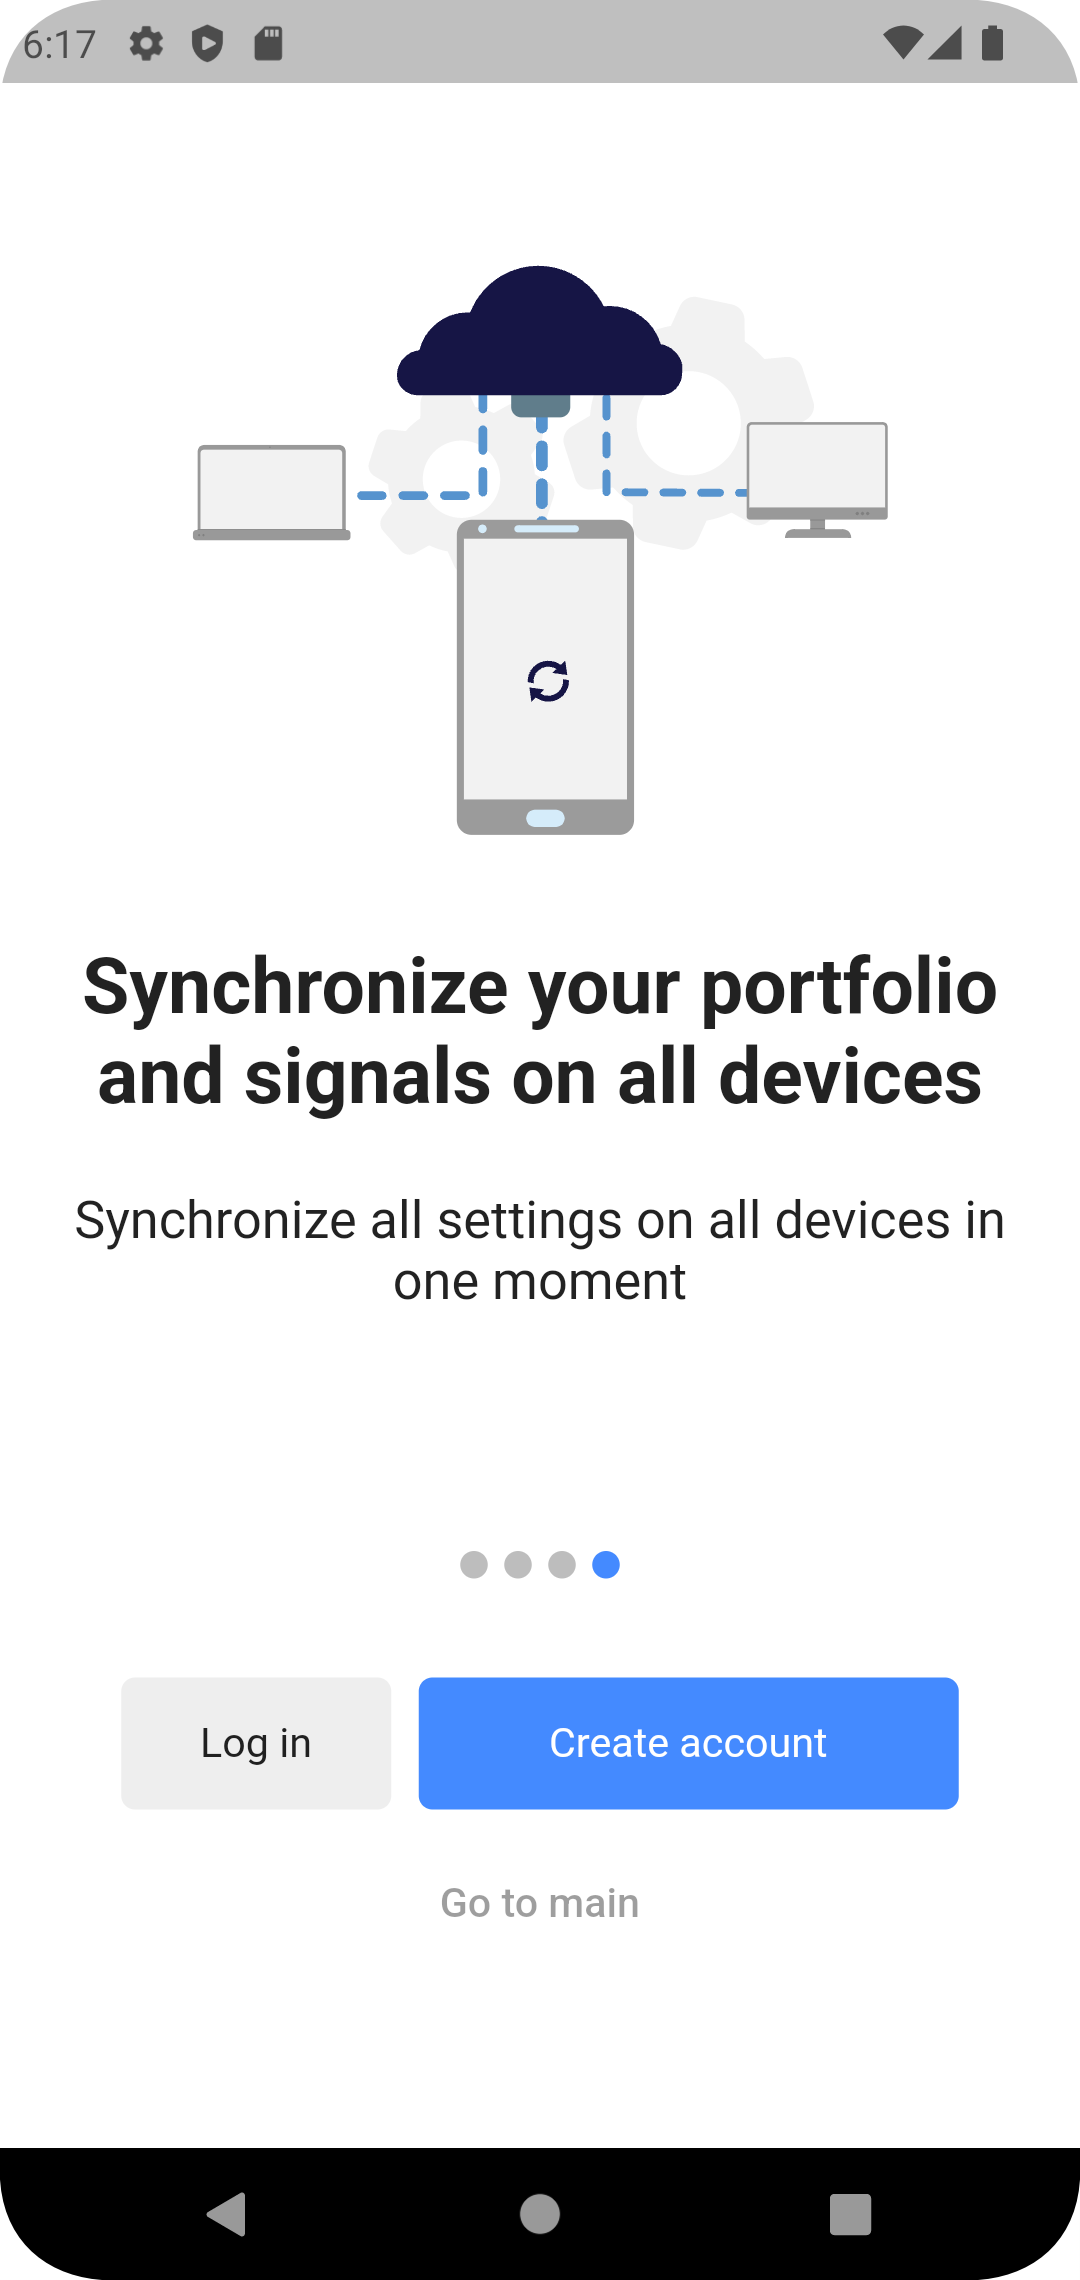 6:17
Synchronize your portfolio
and signals on all devices
Synchronize all settings on all devices in
one moment
Log in
Create account
Go to main